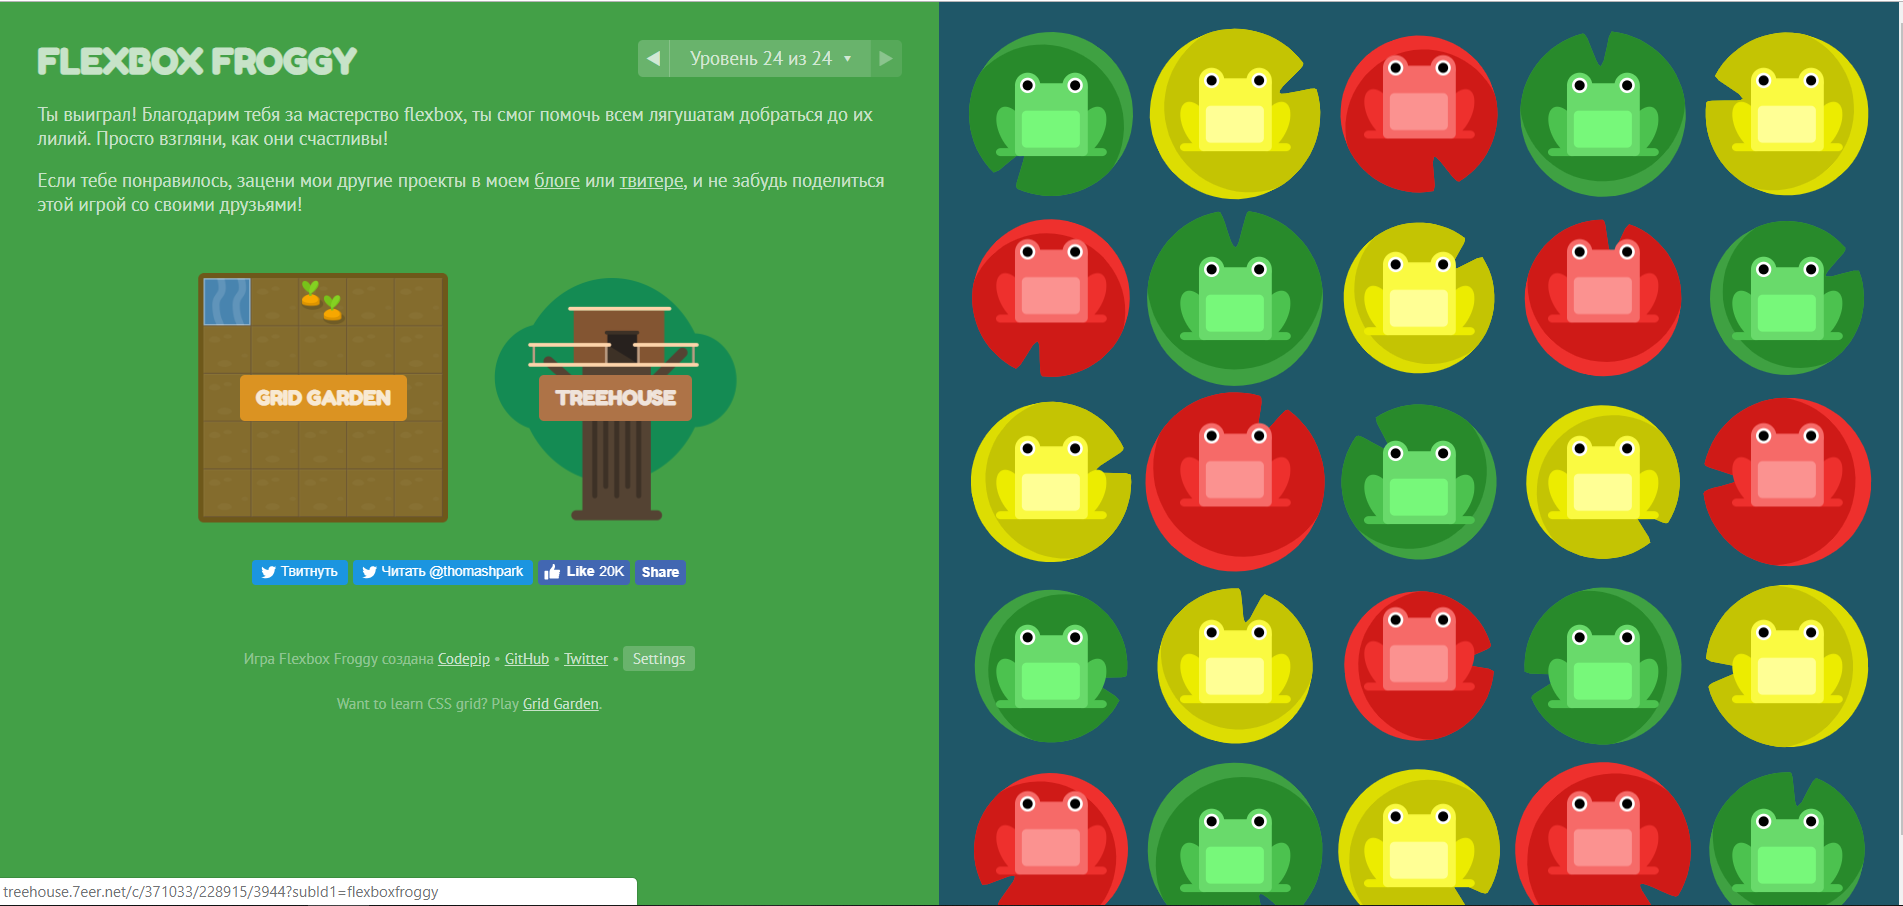 FLEXBOX FROGGY
Уровень 24 из 24
Ты выиграл! Благодарим тебя за мастерство flexbox, ты смог помочь всем лягушатам добраться до их
лилий. Просто взгляни, как они счастливы!
Если тебе понравилось, зацени мои другие проекты в моем блоге или твитере, и не забудь поделиться
этой игрой со своими друзьями!
GRID GARDEN
TREEHOUSE
Твитнуть
Читать @thomashpark
Like 20K
Share
Игра Flexbox Froggy создана Codepip • GitHub • Twitter • Settings
Want to learn CSS grid? Play Grid Garden.
treehouse.7eer.net/c/371033/228915/3944?subId1=flexboxfroggy